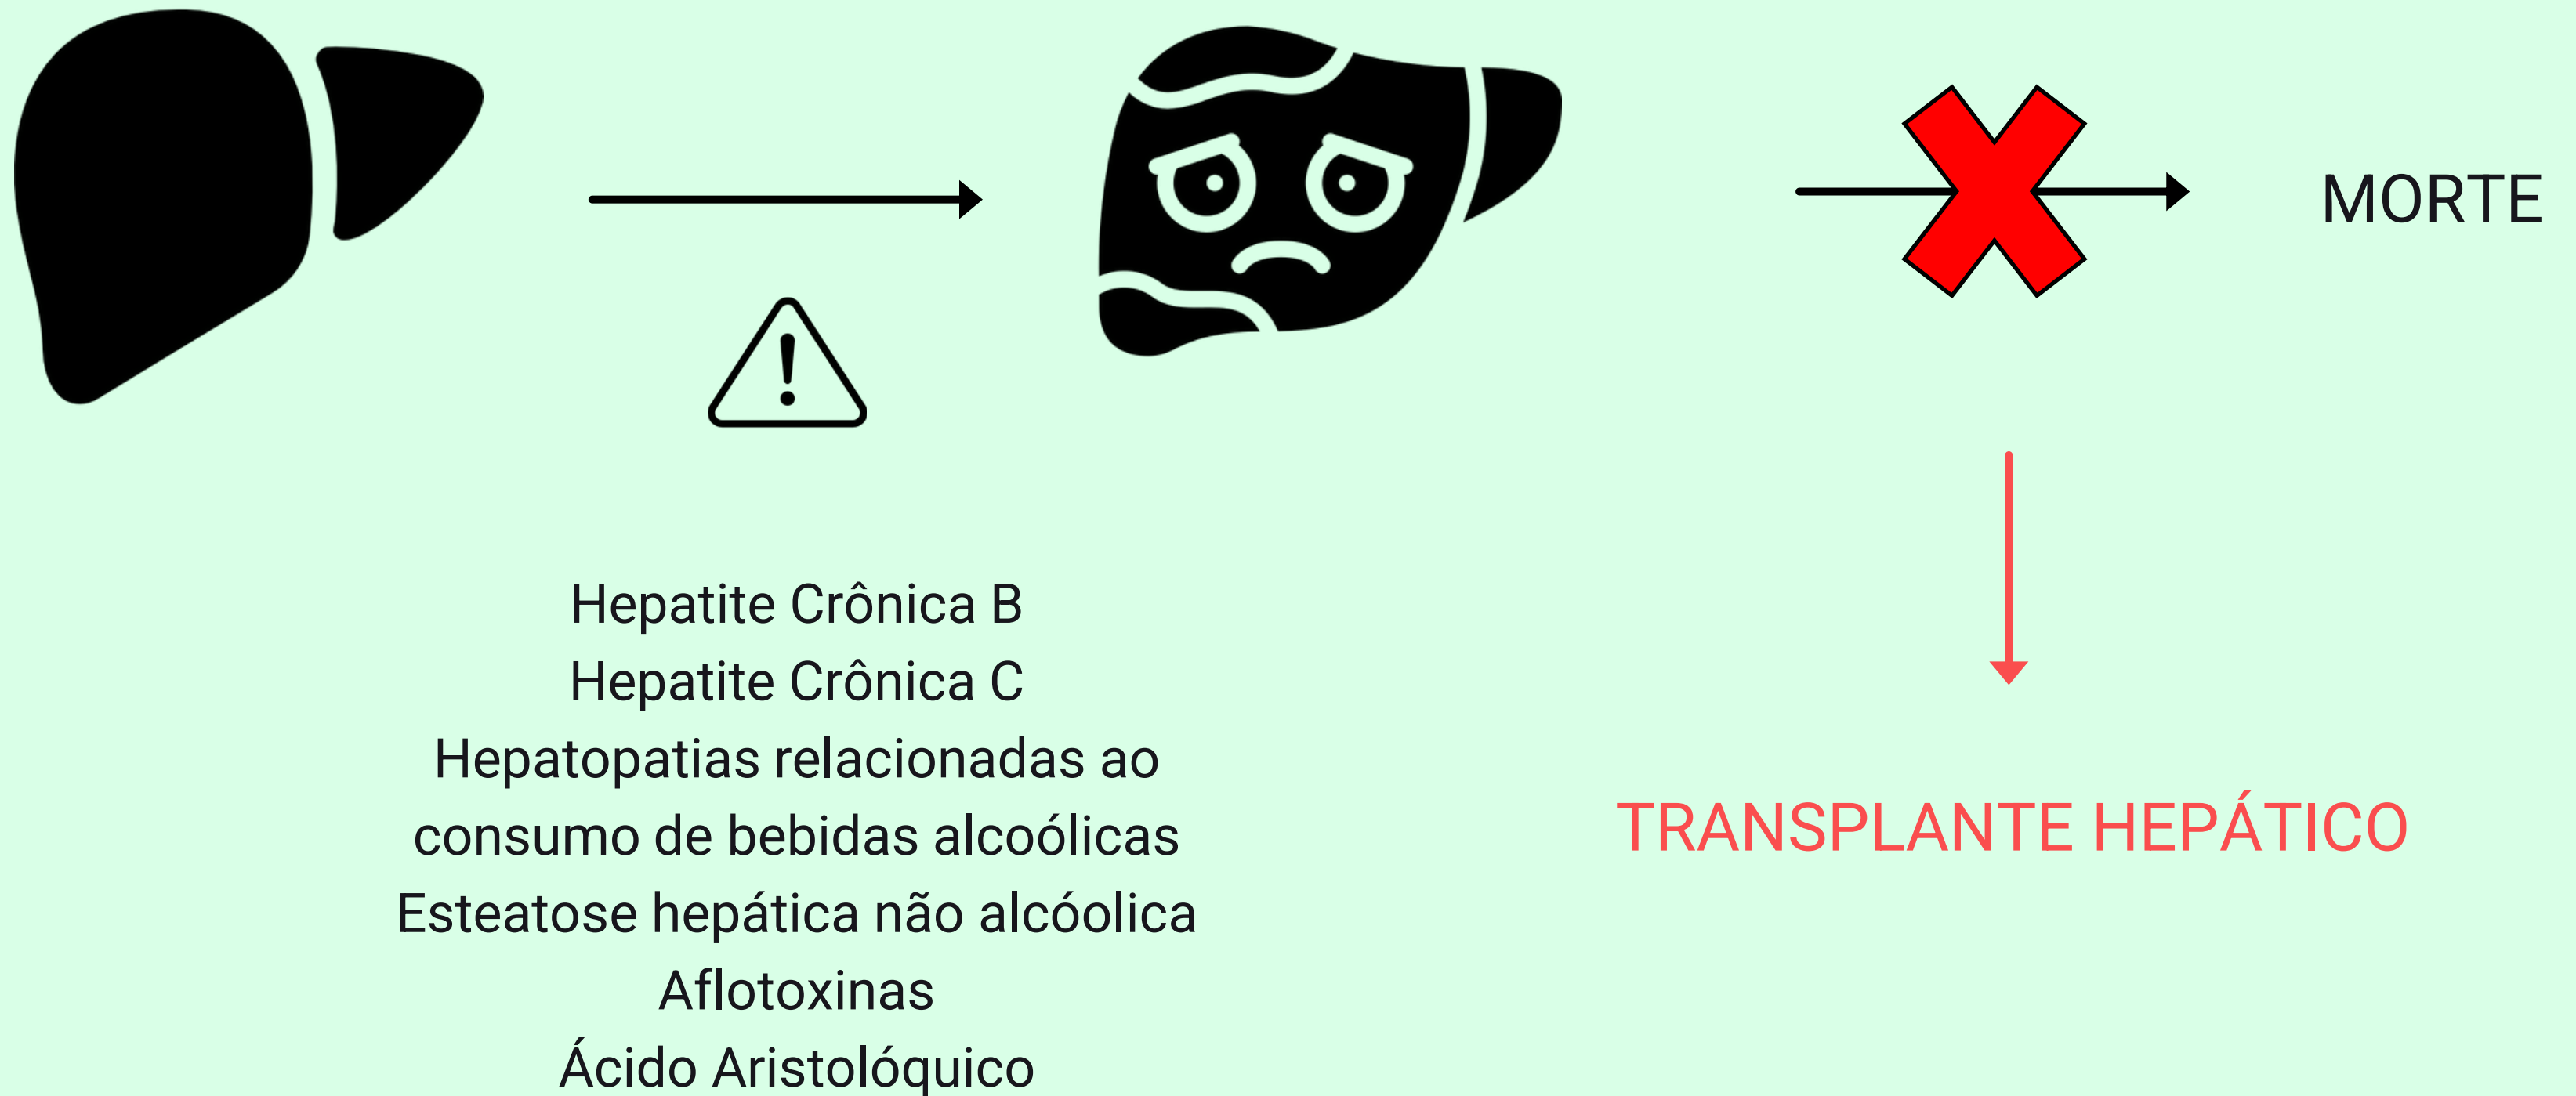 MORTE
Hepatite Crônica B
Hepatite Crônica C
Hepatopatias relacionadas ao
consumo de bebidas alcoólicas
Esteatose hepática não alcóolica
Aflotoxinas
Ácido Aristolóquico
TRANSPLANTE HEPÁTICO